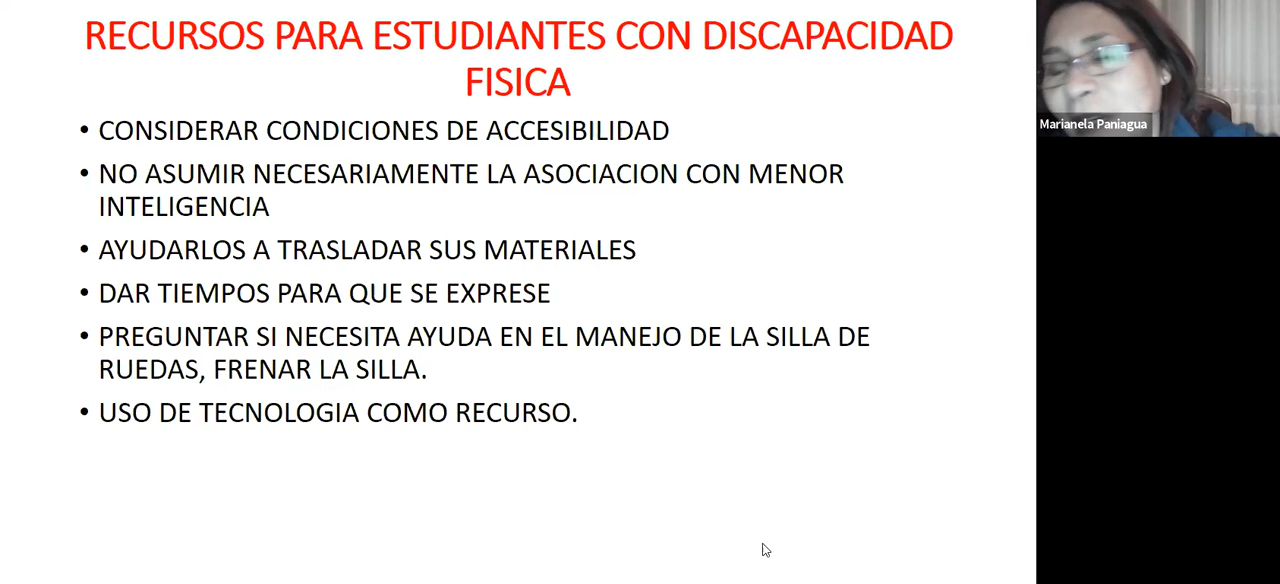 RECURSOS PARA ESTUDIANTES CON DISCAPACIDAD
FISICA
• CONSIDERAR CONDICIONES DE ACCESIBILIDAD
• NO ASUMIR NECESARIAMENTE LA ASOCIACION CON MENOR
INTELIGENCIA
• AYUDARLOS A TRASLADAR SUS MATERIALES
• DAR TIEMPOS PARA QUE SE EXPRESE
• PREGUNTAR SI NECESITA AYUDA EN EL MANEJO DE LA SILLA DE
RUEDAS, FRENAR LA SILLA.
• USO DE TECNOLOGIA COMO RECURSO.
Marianela Paniagua